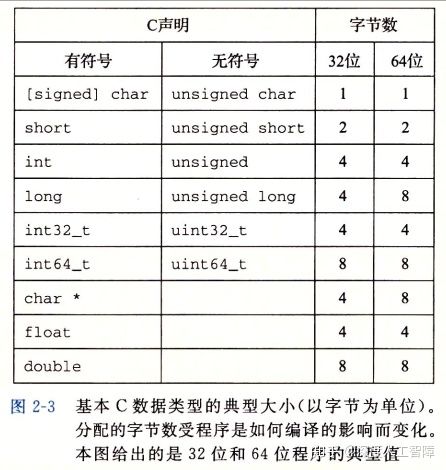 C声明 字节数
有符号 无符号 32位 64位
[signed] char unsigned char 1 1
short unsigned short 2 2
int unsigned 4 4
long unsigned long 4 8
int32_t uint32_t 4 4
int64_t uint64_t 8 8
char * 4 8
float 4 4
double 8 8
图 2-3 基本 C 数据类型的典型大小(以字节为单位)。
分配的字节数受程序是如何编译的影响而变化。
本图给出的是 32 位和 64 位程序的典型值